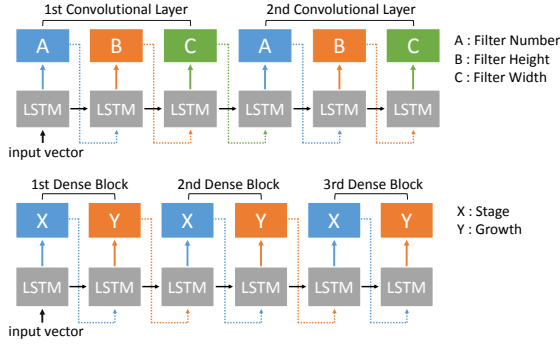 1st Convolutional Layer 2nd Convolutional Layer
A B C A B C
A : Filter Number
B : Filter Height
C : Filter Width
LSTM LSTM LSTM LSTM LSTM LSTM
input vector
1st Dense Block 2nd Dense Block 3rd Dense Block
X Y X Y X Y
X : Stage
Y : Growth
LSTM LSTM LSTM LSTM LSTM LSTM
input vector